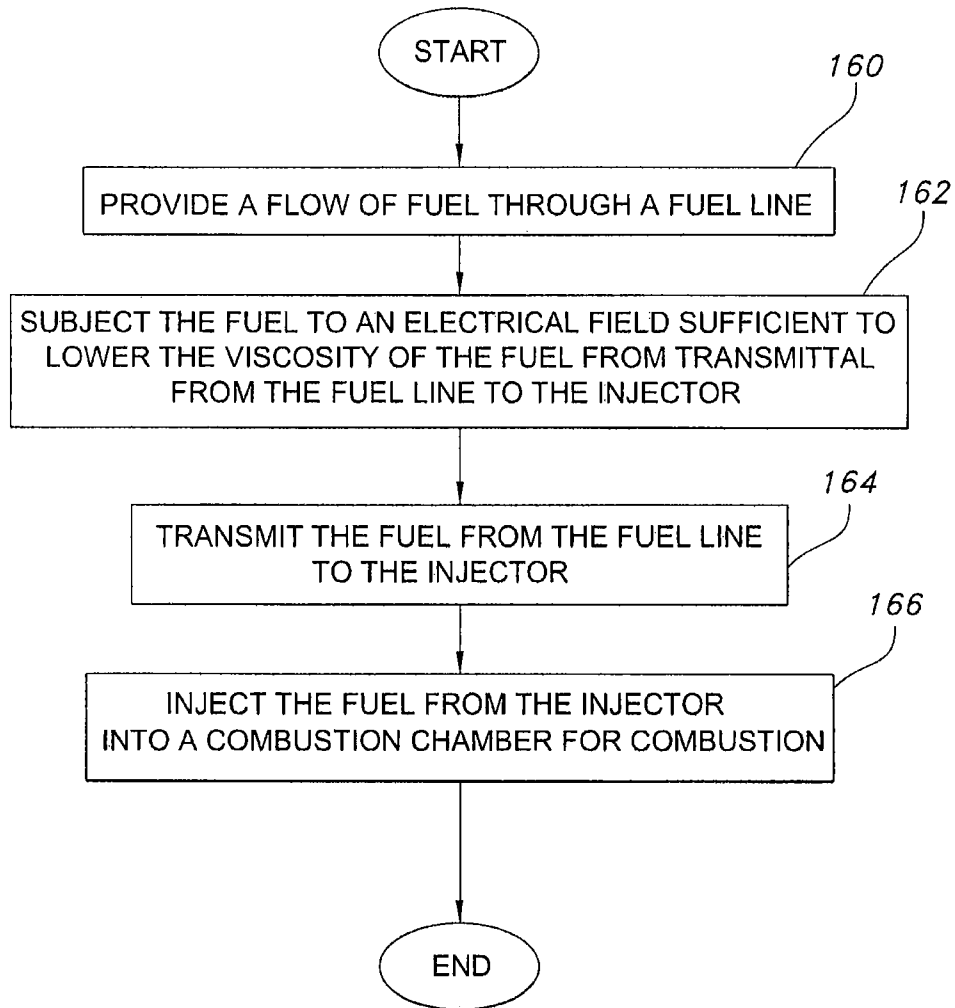 START
160
PROVIDE A FLOW OF FUEL THROUGH A FUEL LINE
162
SUBJECT THE FUEL TO AN ELECTRICAL FIELD SUFFICIENT TO
LOWER THE VISCOSITY OF THE FUEL FROM TRANSMITTAL
FROM THE FUEL LINE TO THE INJECTOR
164
TRANSMIT THE FUEL FROM THE FUEL LINE
TO THE INJECTOR
166
INJECT THE FUEL FROM THE INJECTOR
INTO A COMBUSTION CHAMBER FOR COMBUSTION
END